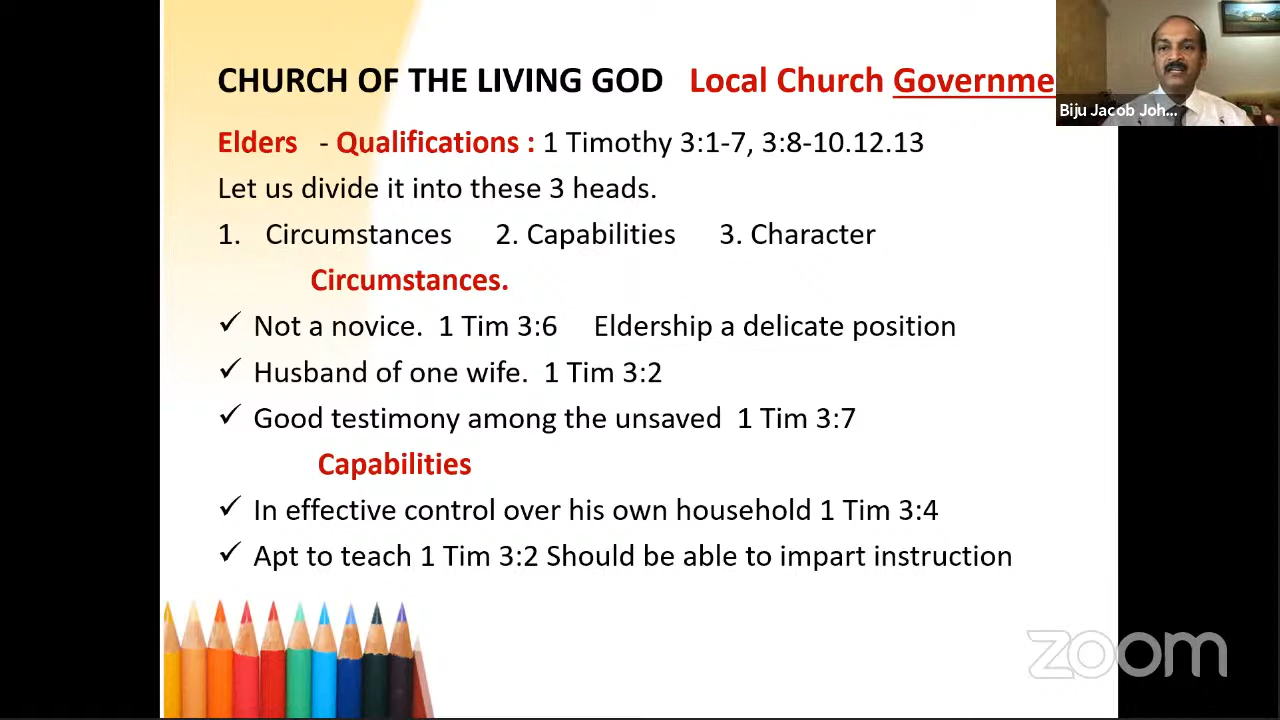 CHURCH OF THE LIVING GOD Local Church Governme
Biju Jacob Joh...
Elders - Qualifications : 1 Timothy 3:1-7, 3:8-10.12.13
Let us divide it into these 3 heads.
1. Circumstances 2. Capabilities 3. Character
Circumstances.
✓ Not a novice. 1 Tim 3:6 Eldership a delicate position
✓ Husband of one wife. 1 Tim 3:2
✓ Good testimony among the unsaved 1 Tim 3:7
Capabilities
✓ In effective control over his own household 1 Tim 3:4
✓ Apt to teach 1 Tim 3:2 Should be able to impart instruction
zoom